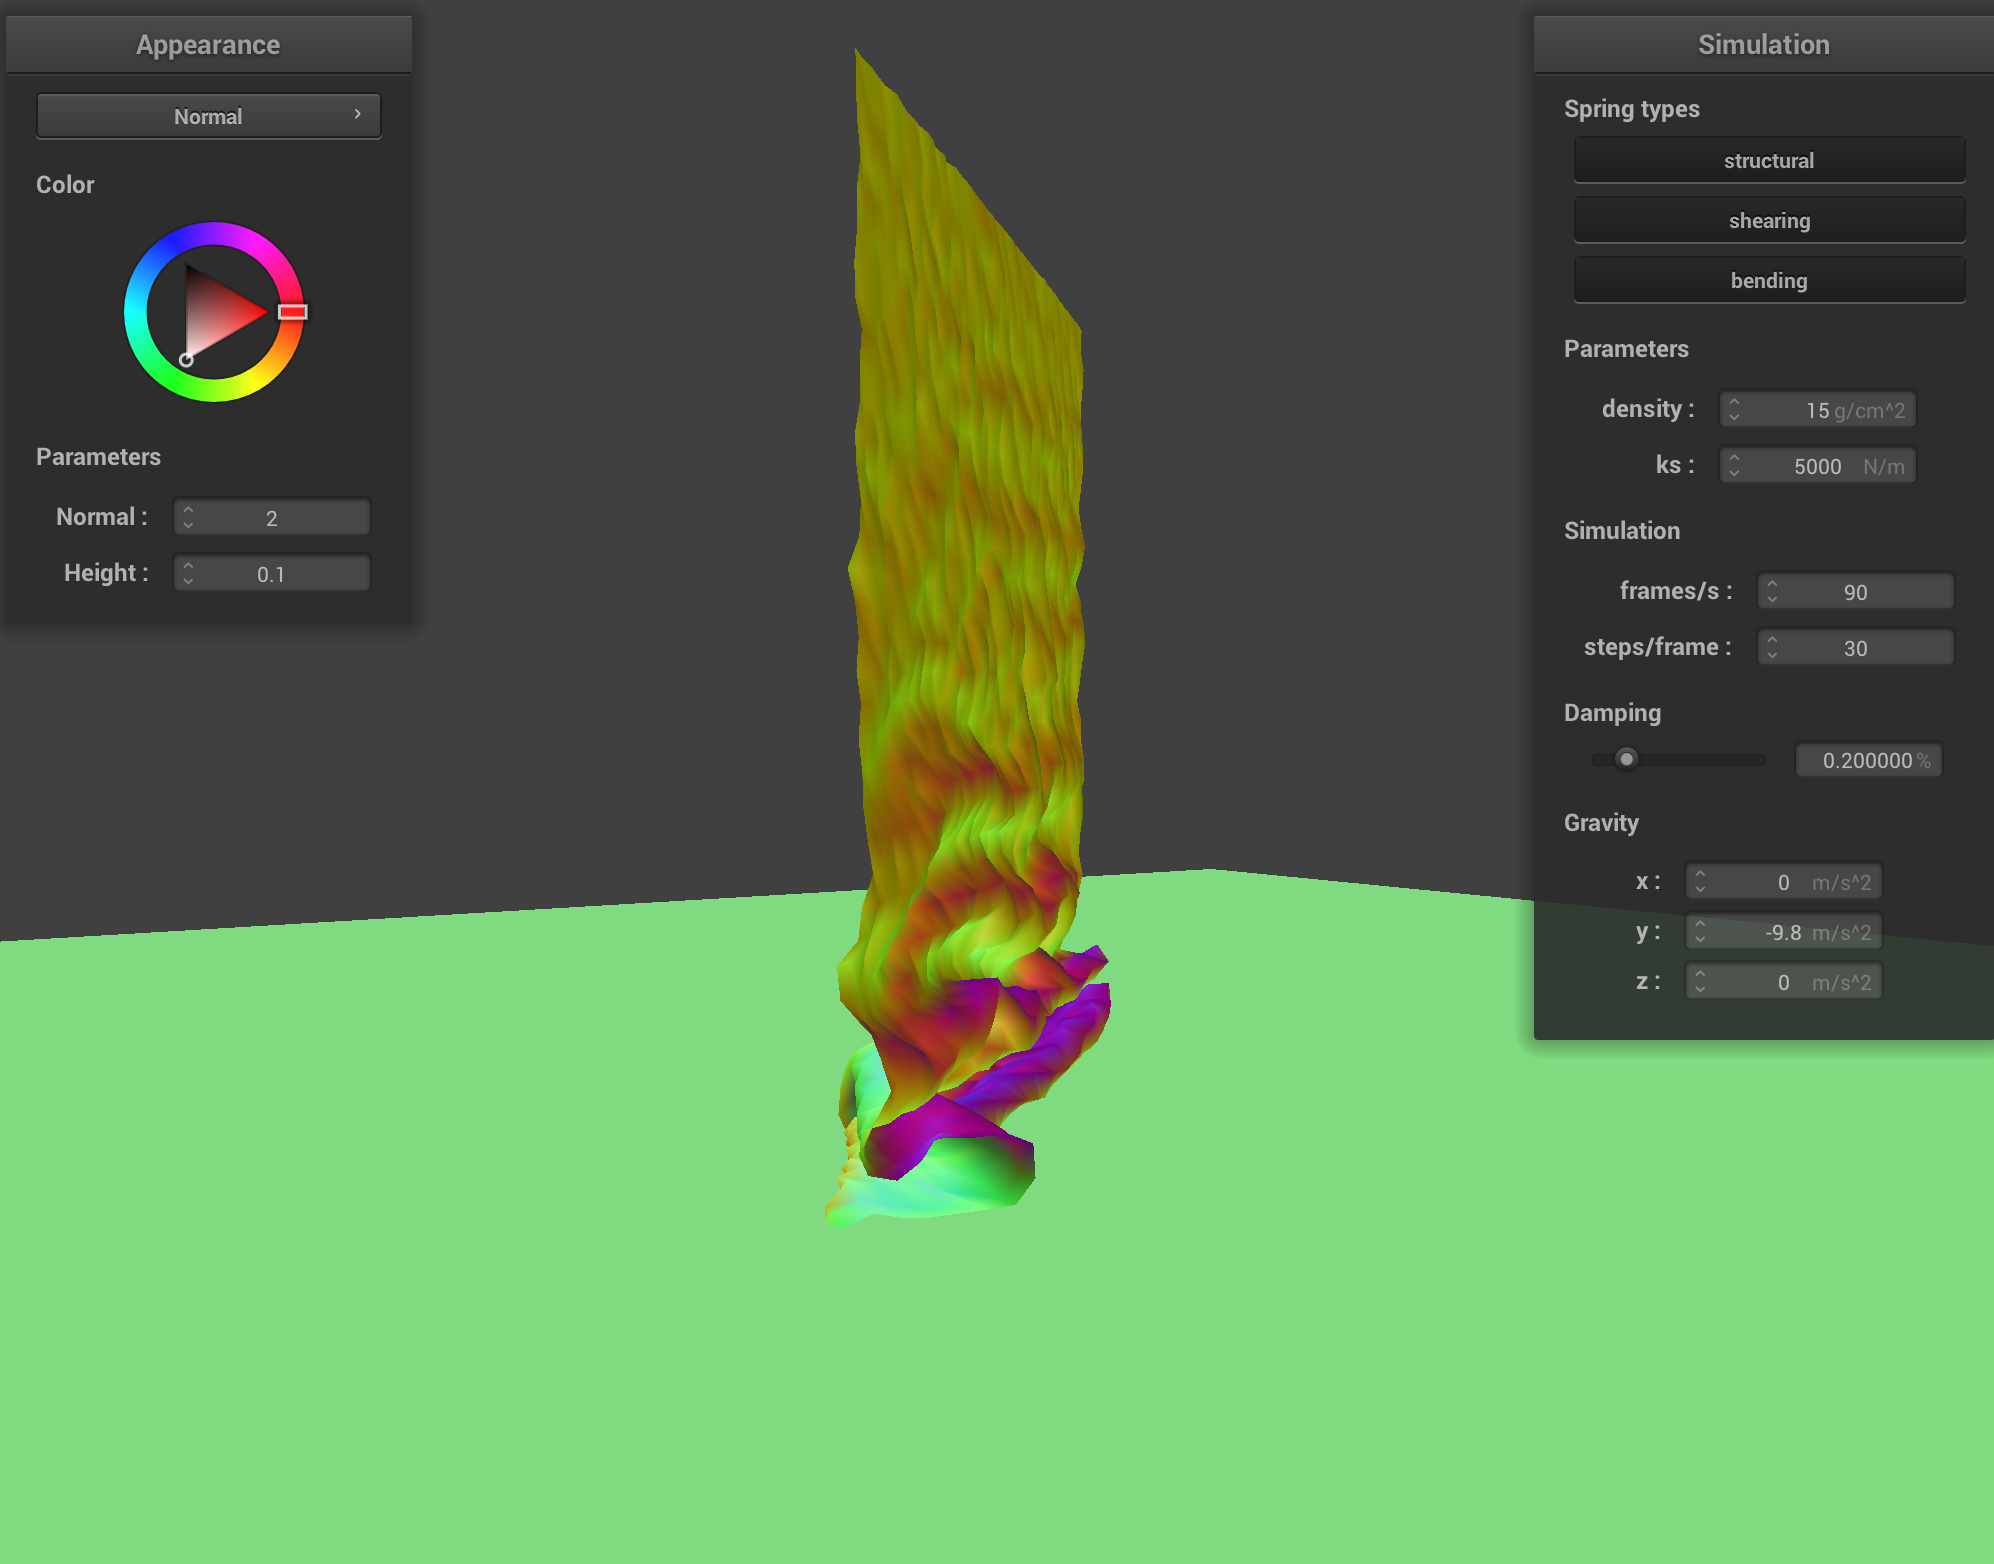 Appearance
Normal ›
Color
Parameters
Normal : 2
Height : 0.1
Simulation
Spring types
structural
shearing
bending
Parameters
density : 15 g/cm^2
ks : 5000 N/m
Simulation
frames/s : 90
steps/frame : 30
Damping
0.200000 %
Gravity
x : 0 m/s^2
y : -9.8 m/s^2
z : 0 m/s^2